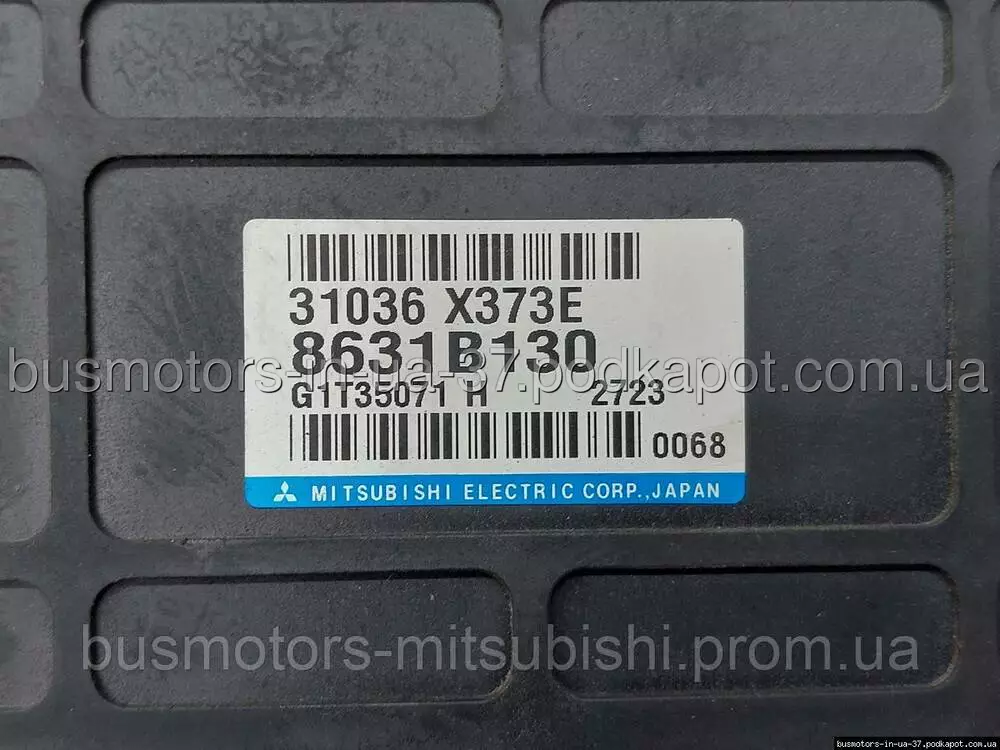 31036 X373E
8631B130
busmotors-in-ua-37.podkapot.com.ua
G1T35071 H 2723
0068
MITSUBISHI ELECTRIC CORP.,JAPAN
busmotors-mitsubishi.prom.ua
busmotors-in-ua-37.podkapot.com.ua